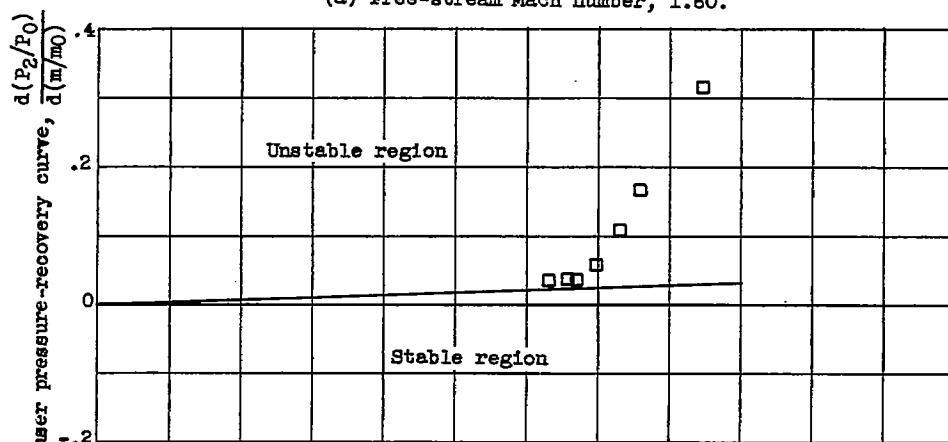 (a) Free-stream Mach number, 1.80.
user pressure-recovery curve, d(P2/P0)/d(m/m0)
.4
.2
0
-.2
Unstable region
Stable region